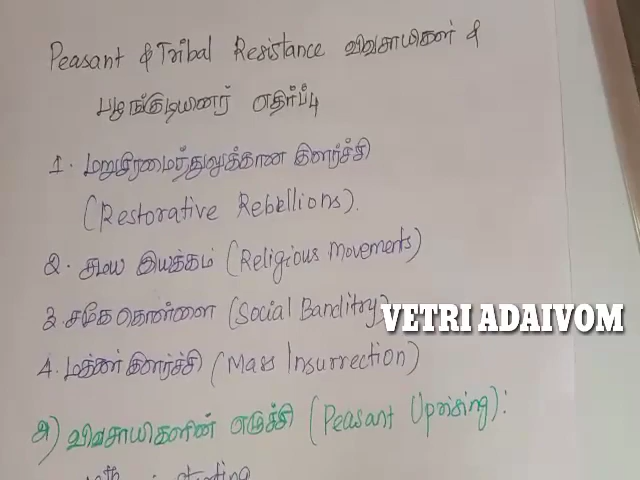 Peasant & Tribal Resistance விவசாயிகள் &
பழங்குடியினர் எதிர்ப்பு
1. மறுசீரமைத்துலுக்கான கிளர்ச்சி
(Restorative Rebellions).
2. சமய இயக்கம் (Religious Movements)
3. சமூக கொள்ளை (Social Banditry)
VETRI ADAIVOM
4. மக்கள் கிளர்ச்சி (Mass Insurrection)
அ) விவசாயிகளின் எழுச்சி (Peasant Uprising):